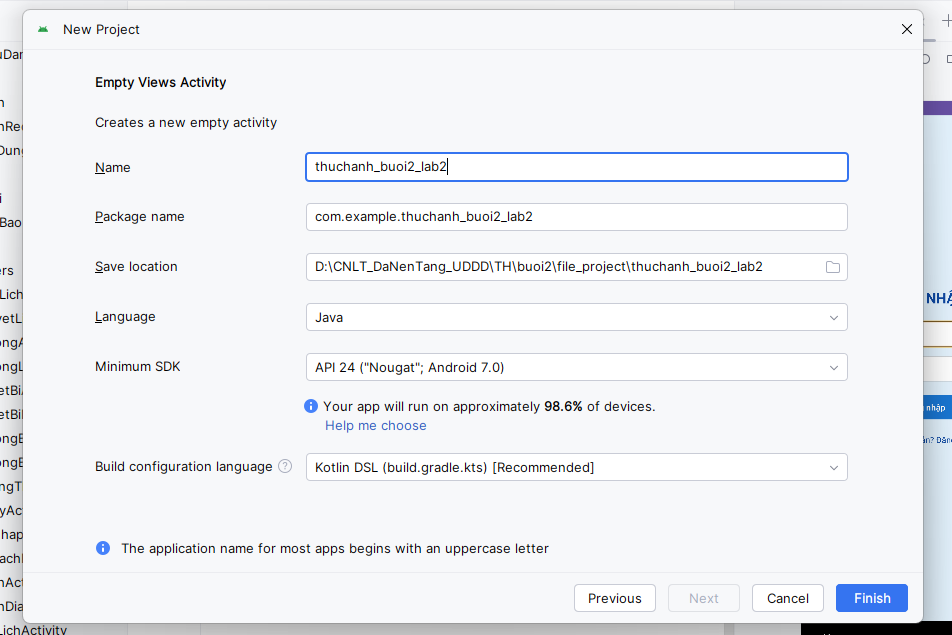 New Project
Empty Views Activity
Creates a new empty activity
Name
thuchanh_buoi2_lab2
Package name
com.example.thuchanh_buoi2_lab2
Save location
D:\CNLT_DaNenTang_UDDD\TH\buoi2\file_project\thuchanh_buoi2_lab2
Language
Java
Minimum SDK
API 24 ("Nougat"; Android 7.0)
Your app will run on approximately 98.6% of devices.
Help me choose
Build configuration language ?
Kotlin DSL (build.gradle.kts) [Recommended]
The application name for most apps begins with an uppercase letter
Previous
Next
Cancel
Finish
LichActivity
nhập